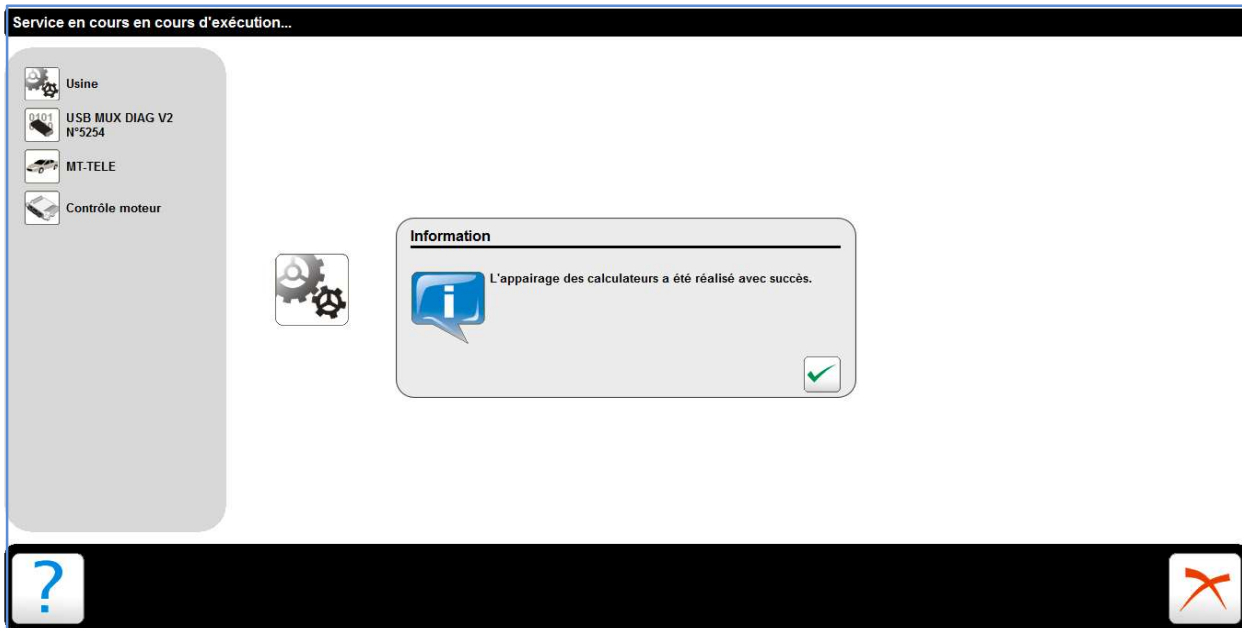 Service en cours en cours d'exécution...
Usine
USB MUX DIAG V2
N°5254
MT-TELE
Contrôle moteur
Information
L'appairage des calculateurs a été réalisé avec succès.